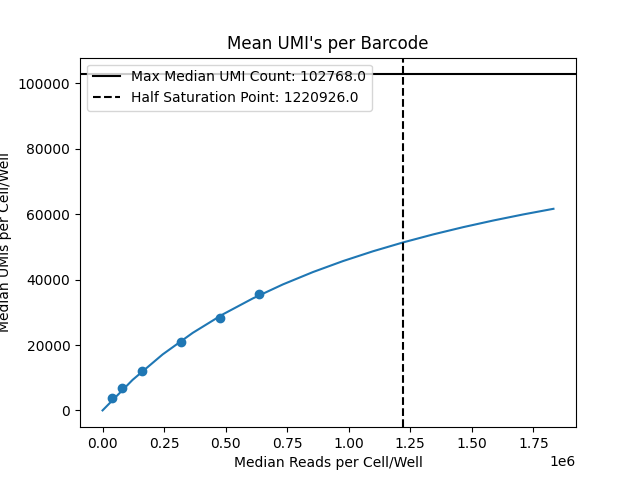 Mean UMI's per Barcode
Max Median UMI Count: 102768.0
Half Saturation Point: 1220926.0
100000
80000
60000
40000
20000
0
Median UMIs per Cell/Well
0.00 0.25 0.50 0.75 1.00 1.25 1.50 1.75
1e6
Median Reads per Cell/Well